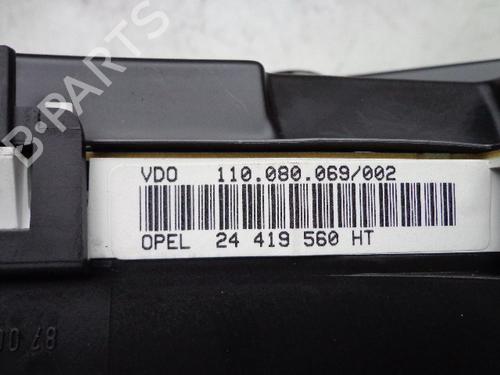 B-PARTS
VDO 110.080.069/002
OPEL 24 419 560 HT